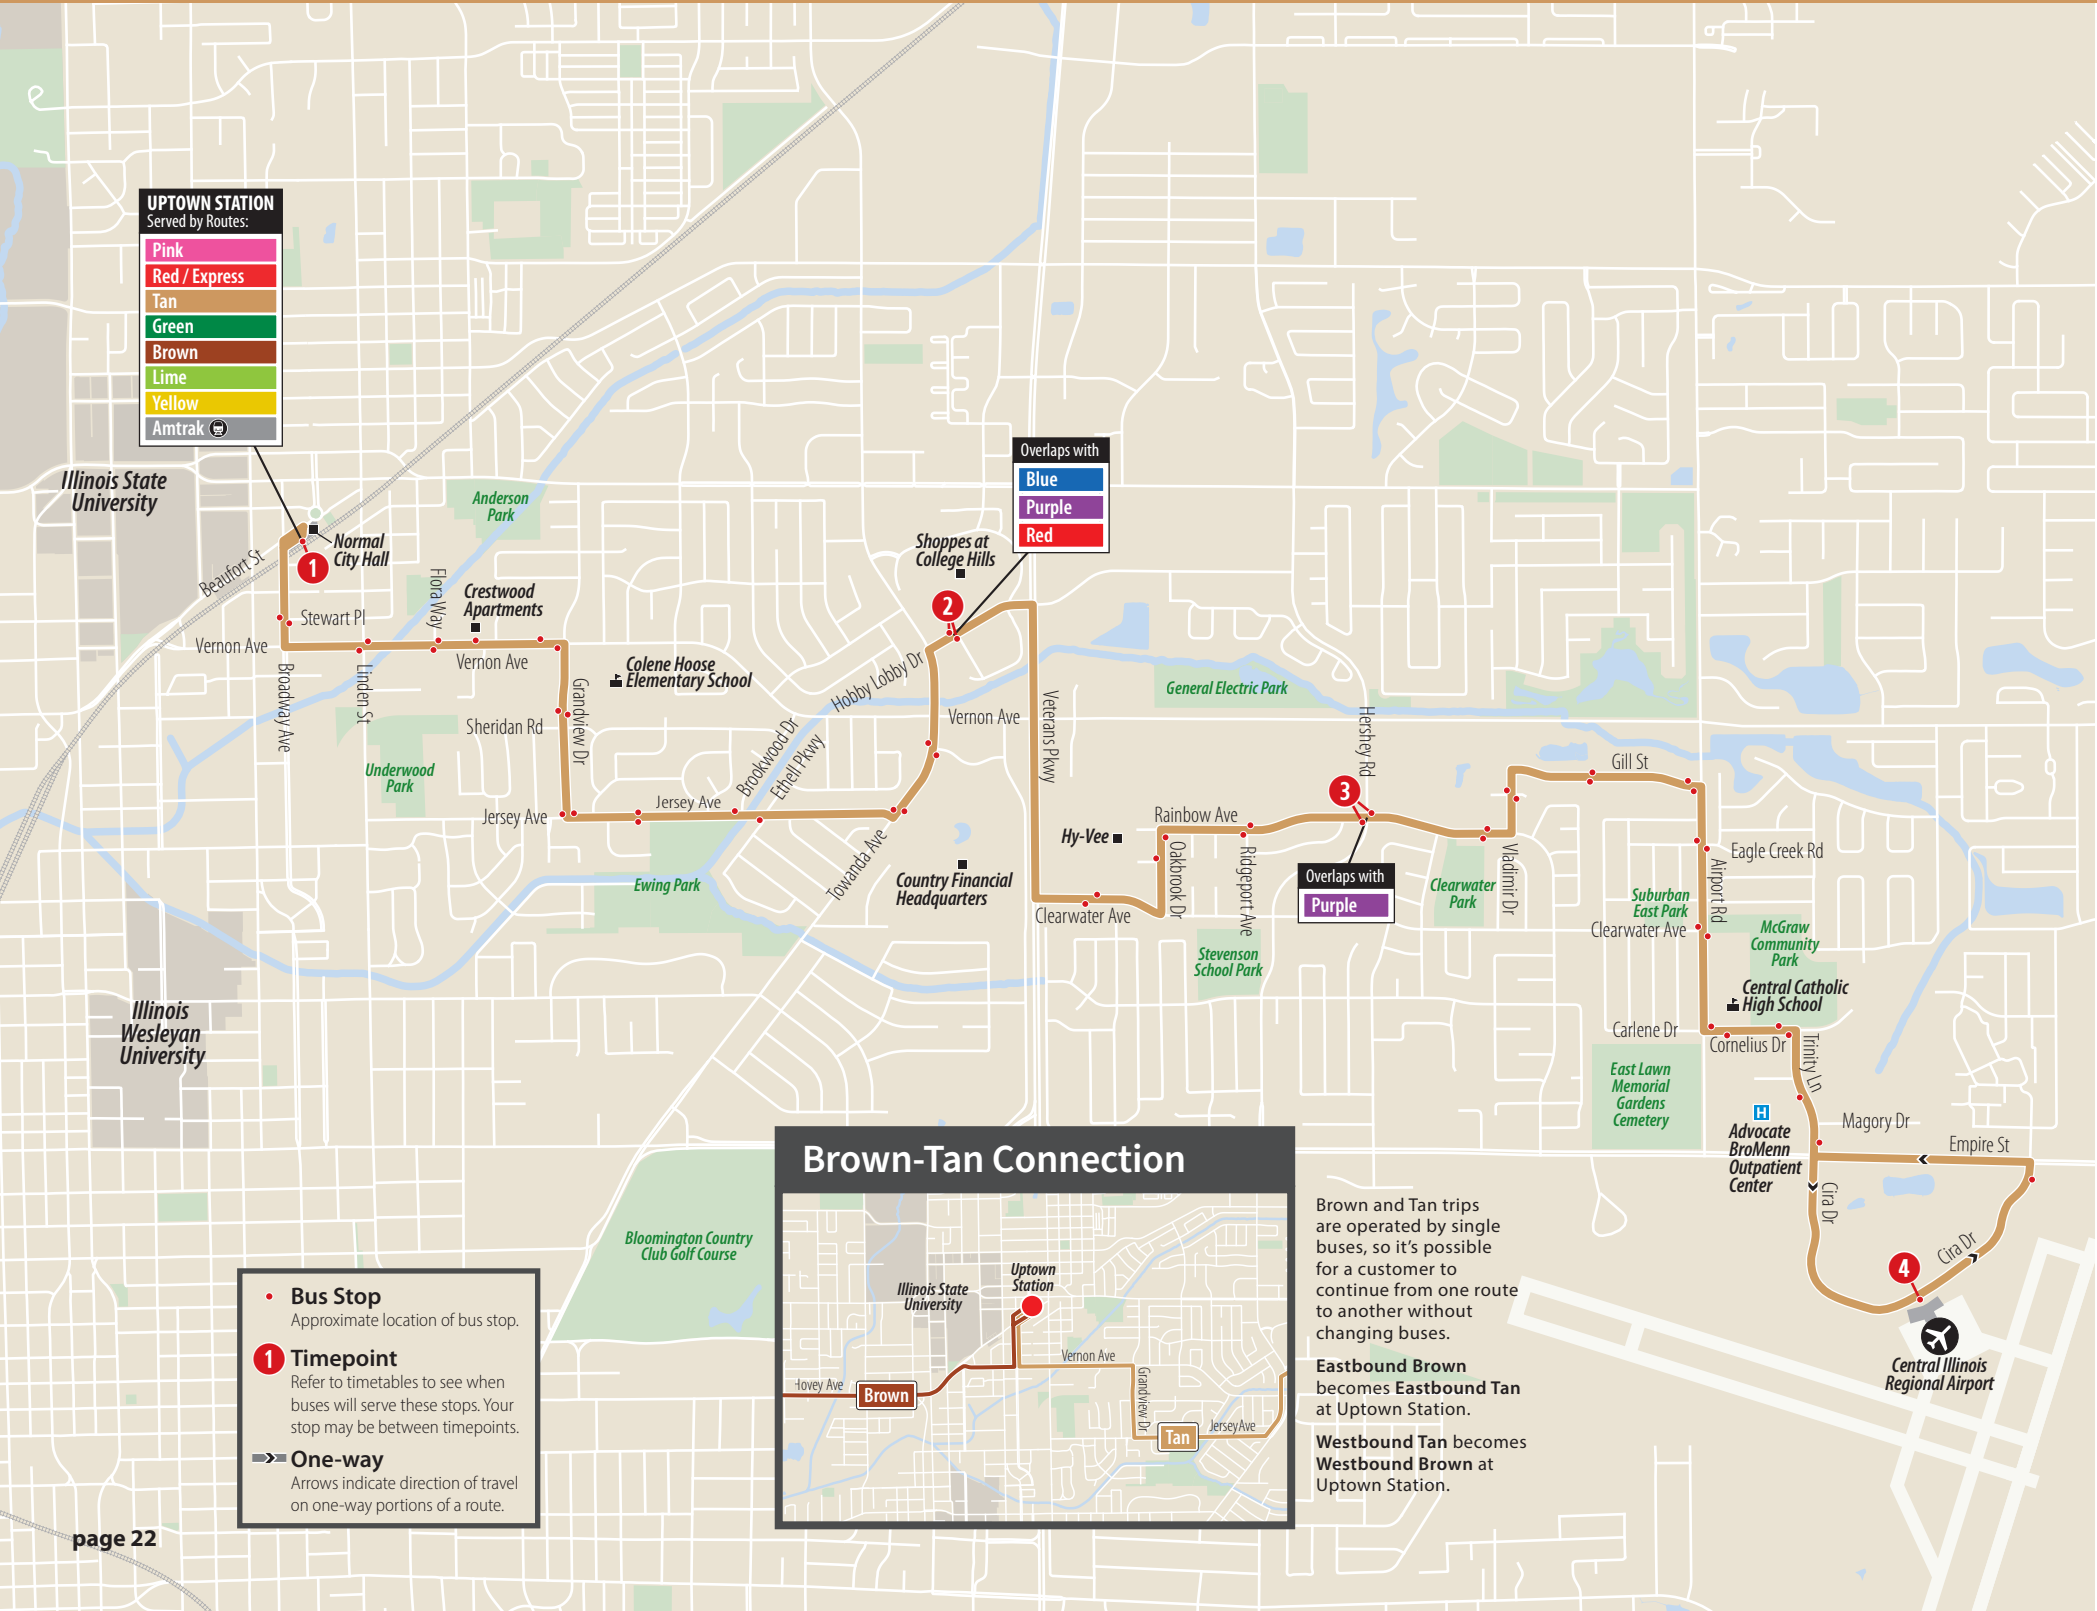 UPTOWN STATION
Served by Routes:
Pink
Red / Express
Tan
Green
Brown
Lime
Yellow
Amtrak
Illinois State
University
Normal
City Hall
1
Beaufort St
Stewart Pl
Vernon Ave
Broadway Ave
Linden St
Flora Way
Anderson
Park
Crestwood
Apartments
Vernon Ave
Colene Hoose
Elementary School
Grandview Dr
Sheridan Rd
Underwood
Park
Jersey Ave
Jersey Ave
Brookwood Dr
Ethell Pkwy
Hobby Lobby Dr
Ewing Park
Towanda Ave
Shoppes at
College Hills
2
Overlaps with
Blue
Purple
Red
Vernon Ave
Veterans Pkwy
Country Financial
Headquarters
Hy-Vee
Clearwater Ave
Oakbrook Dr
Rainbow Ave
Ridgeport Ave
General Electric Park
Stevenson
School Park
3
Hershey Rd
Overlaps with
Purple
Clearwater
Park
Vladimir Dr
Gill St
Eagle Creek Rd
Airport Rd
Suburban
East Park
Clearwater Ave
McGraw
Community
Park
Central Catholic
High School
Carlene Dr
Cornelius Dr
Trinity Ln
East Lawn
Memorial
Gardens
Cemetery
H
Advocate
BroMenn
Outpatient
Center
Magory Dr
Empire St
Cira Dr
Cira Dr
4
Central Illinois
Regional Airport
Illinois
Wesleyan
University
Bloomington Country
Club Golf Course
Bus Stop
Approximate location of bus stop.
1 Timepoint
Refer to timetables to see when
buses will serve these stops. Your
stop may be between timepoints.
One-way
Arrows indicate direction of travel
on one-way portions of a route.
Brown-Tan Connection
Illinois State
University
Uptown
Station
Vernon Ave
Hovey Ave
Brown
Grandview Dr
Tan
Jersey Ave
Brown and Tan trips
are operated by single
buses, so it's possible
for a customer to
continue from one route
to another without
changing buses.
Eastbound Brown
becomes Eastbound Tan
at Uptown Station.
Westbound Tan becomes
Westbound Brown at
Uptown Station.
page 22